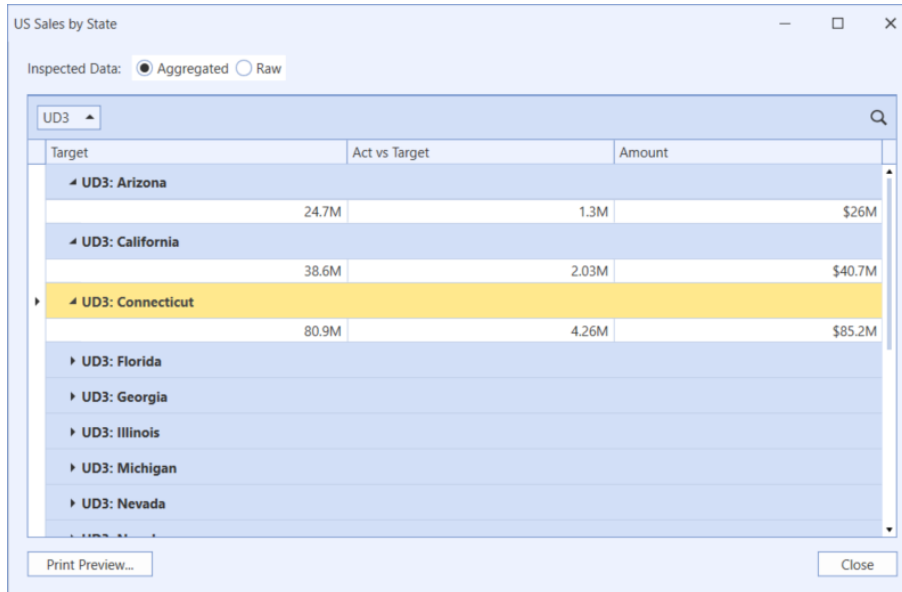 US Sales by State
Inspected Data: Aggregated Raw
UD3
Target Act vs Target Amount
UD3: Arizona
24.7M 1.3M $26M
UD3: California
38.6M 2.03M $40.7M
UD3: Connecticut
80.9M 4.26M $85.2M
UD3: Florida
UD3: Georgia
UD3: Illinois
UD3: Michigan
UD3: Nevada
Print Preview... Close